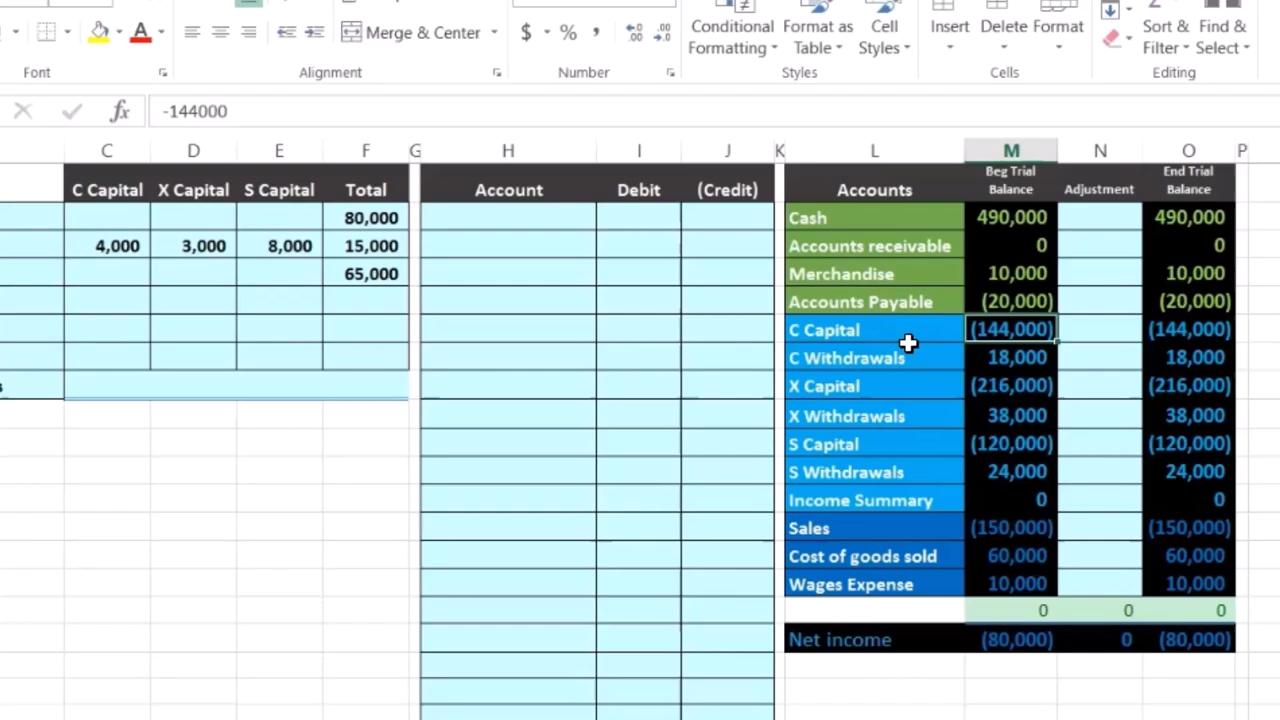 Merge & Center
$ % ,
Conditional Formatting
Format as Table
Cell Styles
Insert
Delete
Format
Sort & Filter
Find & Select
Font
Alignment
Number
Styles
Cells
Editing
fx -144000
C D E F G H I J K L M N O P
C Capital X Capital S Capital Total Account Debit (Credit) Accounts Beg Trial Balance Adjustment End Trial Balance
80,000 Cash 490,000 490,000
4,000 3,000 8,000 15,000 Accounts receivable 0 0
65,000 Merchandise 10,000 10,000
Accounts Payable (20,000) (20,000)
C Capital (144,000) (144,000)
C Withdrawals 18,000 18,000
s X Capital (216,000) (216,000)
X Withdrawals 38,000 38,000
S Capital (120,000) (120,000)
S Withdrawals 24,000 24,000
Income Summary 0 0
Sales (150,000) (150,000)
Cost of goods sold 60,000 60,000
Wages Expense 10,000 10,000
0 0 0
Net income (80,000) 0 (80,000)